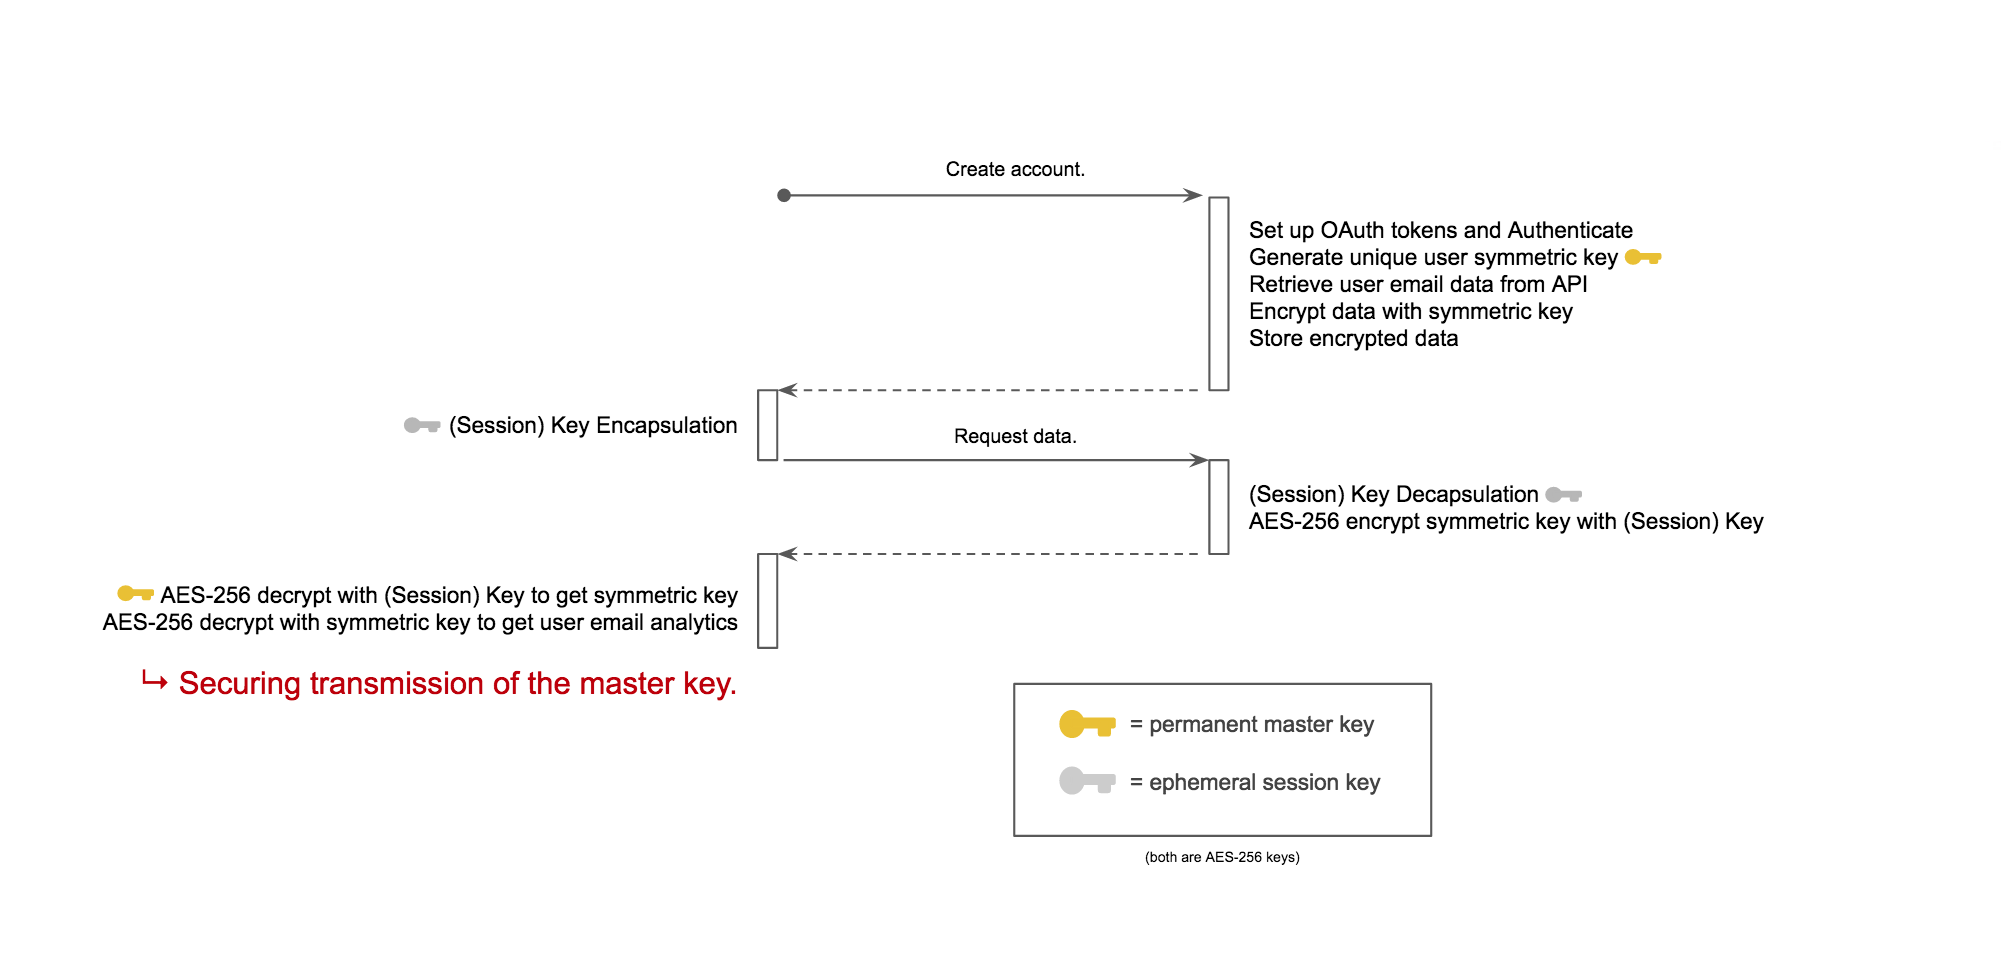 Create account.
Set up OAuth tokens and Authenticate
Generate unique user symmetric key
Retrieve user email data from API
Encrypt data with symmetric key
Store encrypted data
(Session) Key Encapsulation
Request data.
(Session) Key Decapsulation
AES-256 encrypt symmetric key with (Session) Key
AES-256 decrypt with (Session) Key to get symmetric key
AES-256 decrypt with symmetric key to get user email analytics
↳ Securing transmission of the master key.
= permanent master key
= ephemeral session key
(both are AES-256 keys)